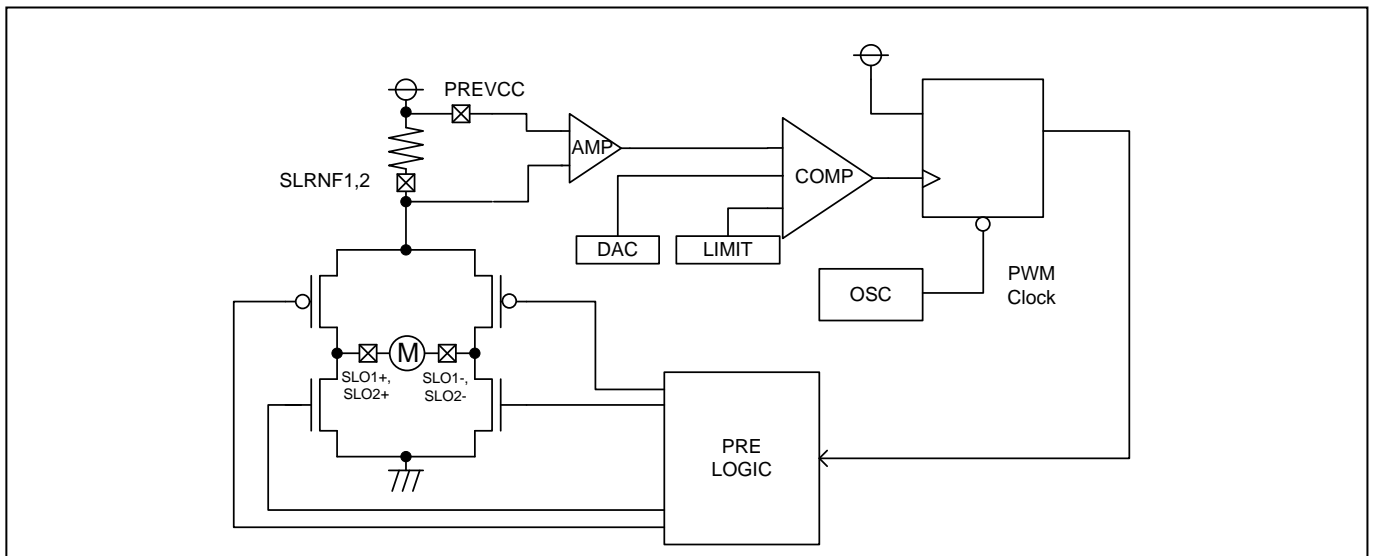 PREVCC
AMP
SLRNF1,2
COMP
DAC
LIMIT
OSC
PWM
Clock
M
SLO1+,
SLO2+
SLO1-,
SLO2-
PRE
LOGIC